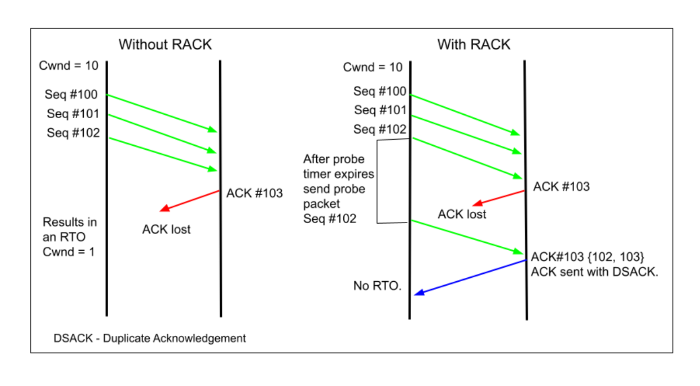 Without RACK
Cwnd = 10
Seq #100
Seq #101
Seq #102
ACK #103
ACK lost
Results in
an RTO
Cwnd = 1
With RACK
Cwnd = 10
Seq #100
Seq #101
Seq #102
After probe
timer expires
send probe
packet
Seq #102
ACK #103
ACK lost
ACK#103 {102, 103}
ACK sent with DSACK.
No RTO.
DSACK - Duplicate Acknowledgement